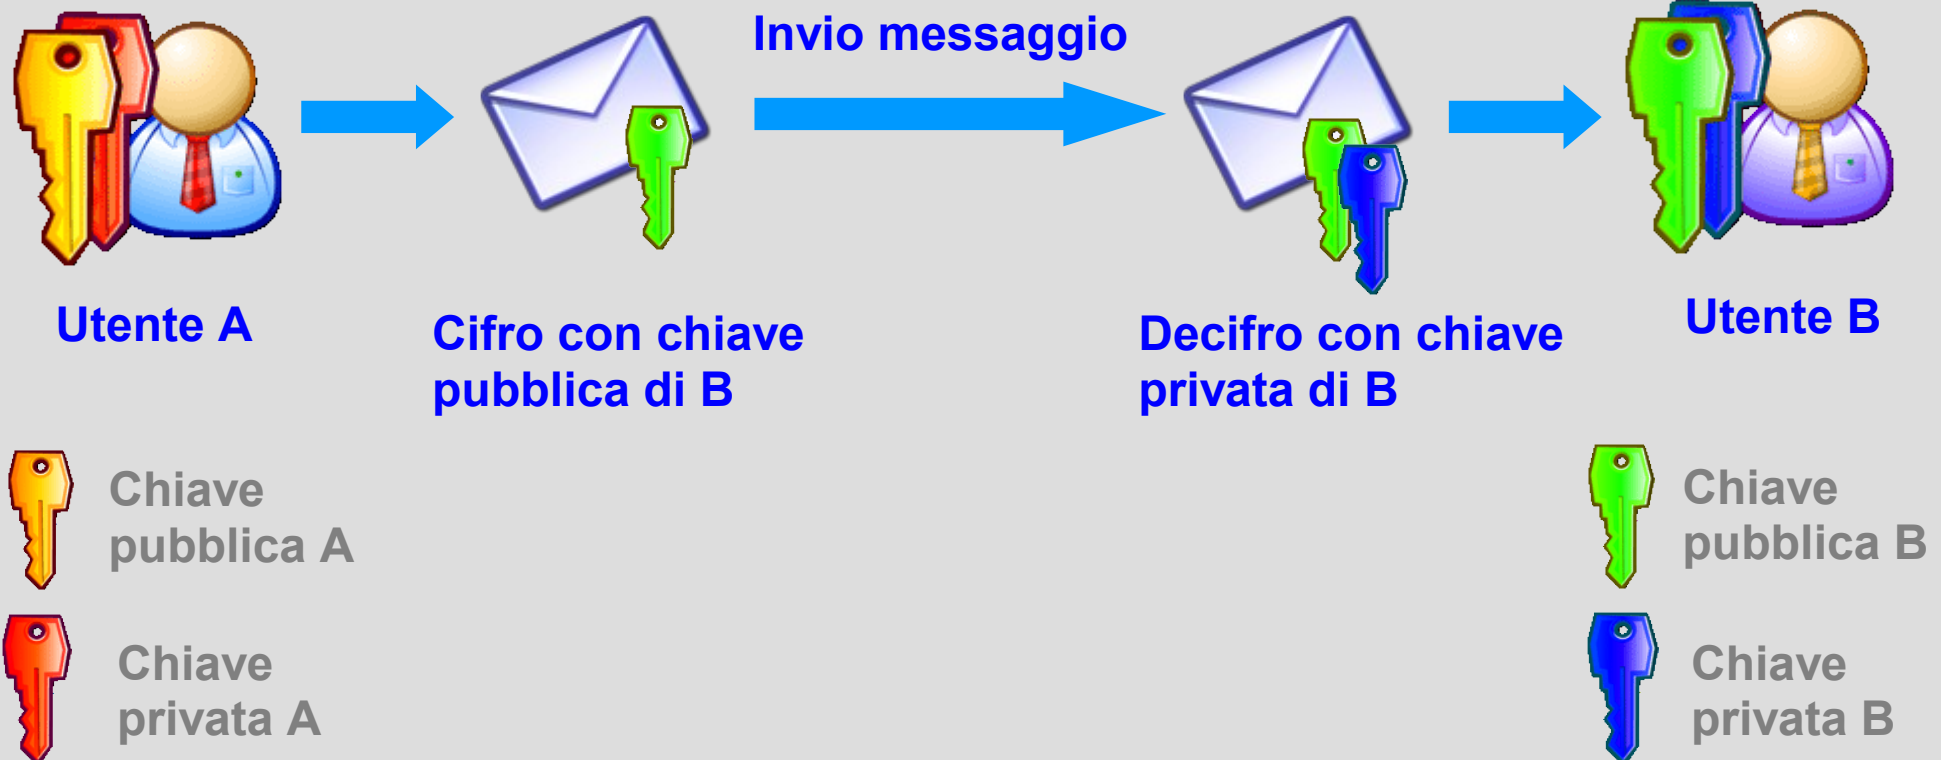 Invio messaggio
Utente A
Cifro con chiave
pubblica di B
Decifro con chiave
privata di B
Utente B
Chiave
pubblica A
Chiave
pubblica B
Chiave
privata A
Chiave
privata B